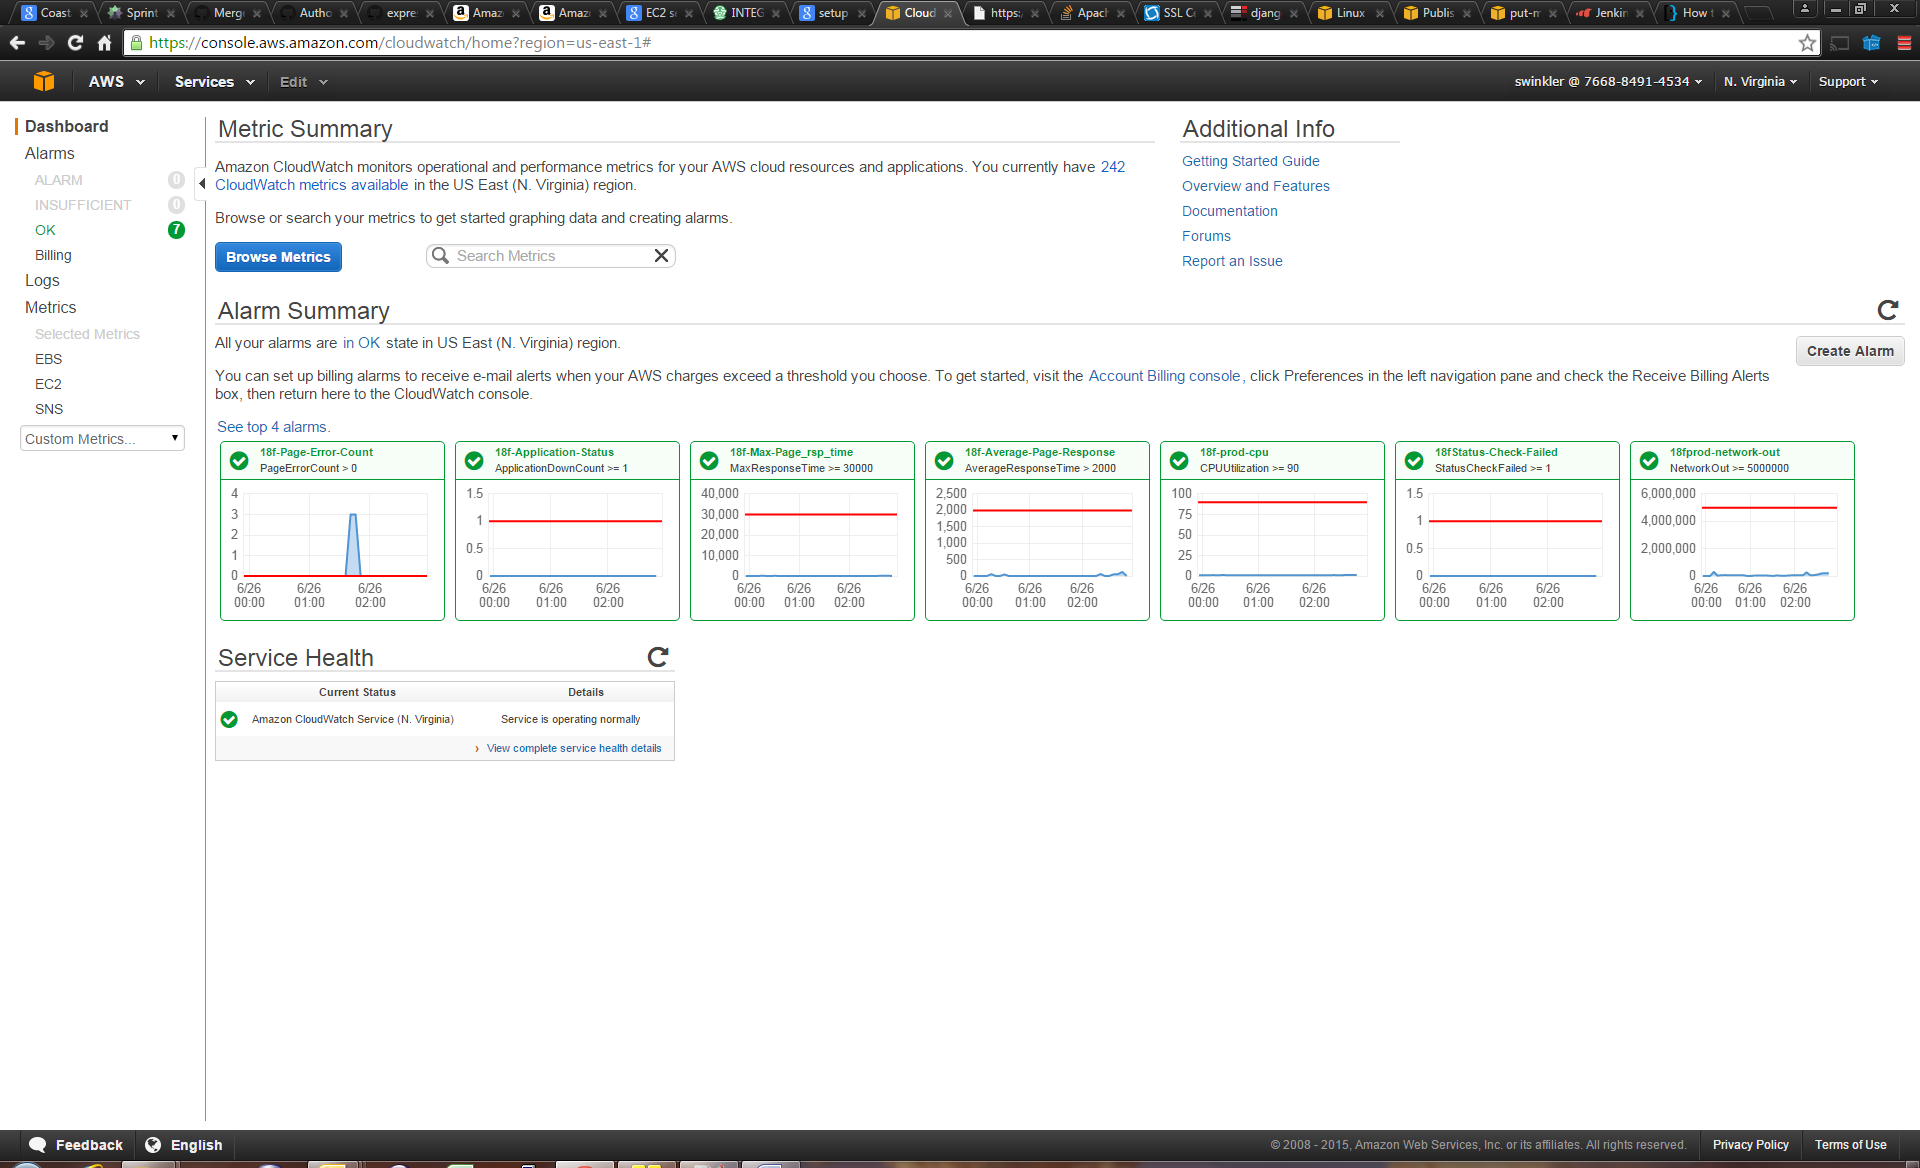 Coast
Sprint
Merg
Autho
expre
Amaz
Amaz
EC2 s
INTEG
setup
Cloud
https:/
Apach
SSL C
djang
Linux
Publis
put-m
Jenkin
How t
https://console.aws.amazon.com/cloudwatch/home?region=us-east-1#
AWS
Services
Edit
swinkler @ 7668-8491-4534
N. Virginia
Support
Dashboard
Alarms
ALARM 0
INSUFFICIENT 0
OK 7
Billing
Logs
Metrics
Selected Metrics
EBS
EC2
SNS
Custom Metrics...
Metric Summary
Amazon CloudWatch monitors operational and performance metrics for your AWS cloud resources and applications. You currently have 242
CloudWatch metrics available in the US East (N. Virginia) region.
Browse or search your metrics to get started graphing data and creating alarms.
Browse Metrics
Search Metrics
Additional Info
Getting Started Guide
Overview and Features
Documentation
Forums
Report an Issue
Alarm Summary
All your alarms are in OK state in US East (N. Virginia) region.
Create Alarm
You can set up billing alarms to receive e-mail alerts when your AWS charges exceed a threshold you choose. To get started, visit the Account Billing console, click Preferences in the left navigation pane and check the Receive Billing Alerts
box, then return here to the CloudWatch console.
See top 4 alarms.
18f-Page-Error-Count
PageErrorCount > 0
4
3
2
1
0
6/26 6/26 6/26
00:00 01:00 02:00
18f-Application-Status
ApplicationDownCount >= 1
1.5
1
0.5
0
6/26 6/26 6/26
00:00 01:00 02:00
18f-Max-Page_rsp_time
MaxResponseTime >= 30000
40,000
30,000
20,000
10,000
0
6/26 6/26 6/26
00:00 01:00 02:00
18f-Average-Page-Response
AverageResponseTime > 2000
2,500
2,000
1,500
1,000
500
0
6/26 6/26 6/26
00:00 01:00 02:00
18f-prod-cpu
CPUUtilization >= 90
100
75
50
25
0
6/26 6/26 6/26
00:00 01:00 02:00
18fStatus-Check-Failed
StatusCheckFailed >= 1
1.5
1
0.5
0
6/26 6/26 6/26
00:00 01:00 02:00
18fprod-network-out
NetworkOut >= 5000000
6,000,000
4,000,000
2,000,000
0
6/26 6/26 6/26
00:00 01:00 02:00
Service Health
Current Status Details
Amazon CloudWatch Service (N. Virginia) Service is operating normally
› View complete service health details
Feedback
English
© 2008 - 2015, Amazon Web Services, Inc. or its affiliates. All rights reserved.
Privacy Policy
Terms of Use